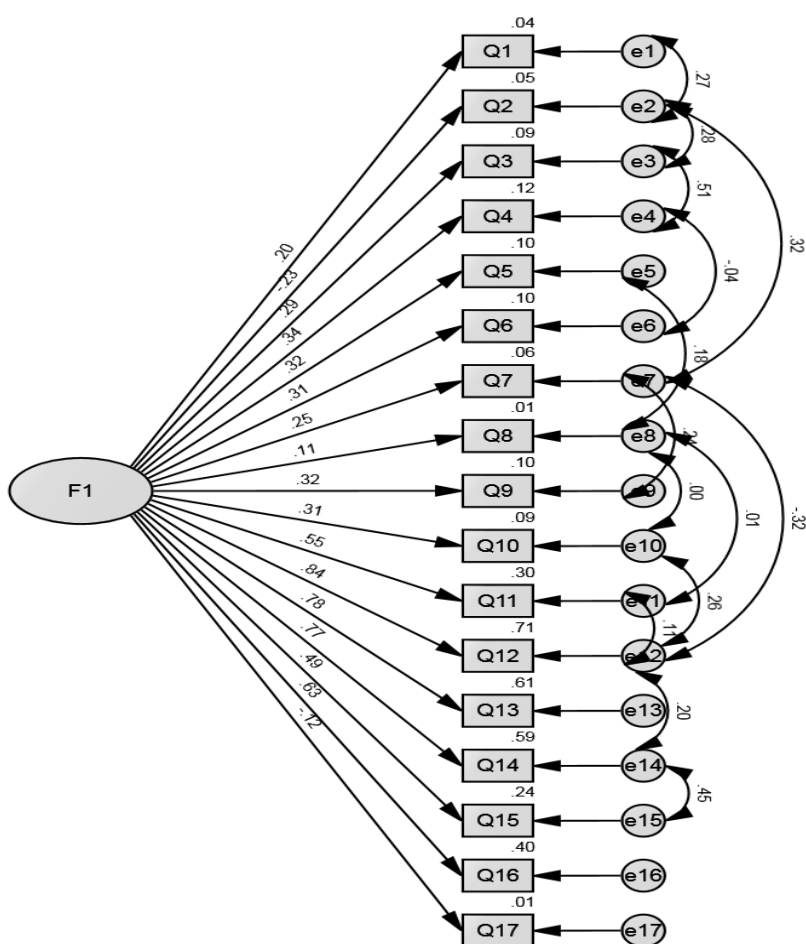 .04
Q1
e1
.27
.05
Q2
e2
.28
.09
Q3
e3
.51
.12
Q4
e4
.32
.20
-.23
.29
.34
.32
.31
.25
.11
.32
.31
.55
.84
.78
.77
.49
.63
-.12
F1
.10
Q5
e5
-.04
.10
Q6
e6
.18
.06
Q7
e7
.01
Q8
e8
.10
Q9
.00
.01
-.32
.09
Q10
e10
.26
.30
Q11
.11
.71
Q12
.61
Q13
e13
.20
.59
Q14
e14
.45
.24
Q15
e15
.40
Q16
e16
.01
Q17
e17